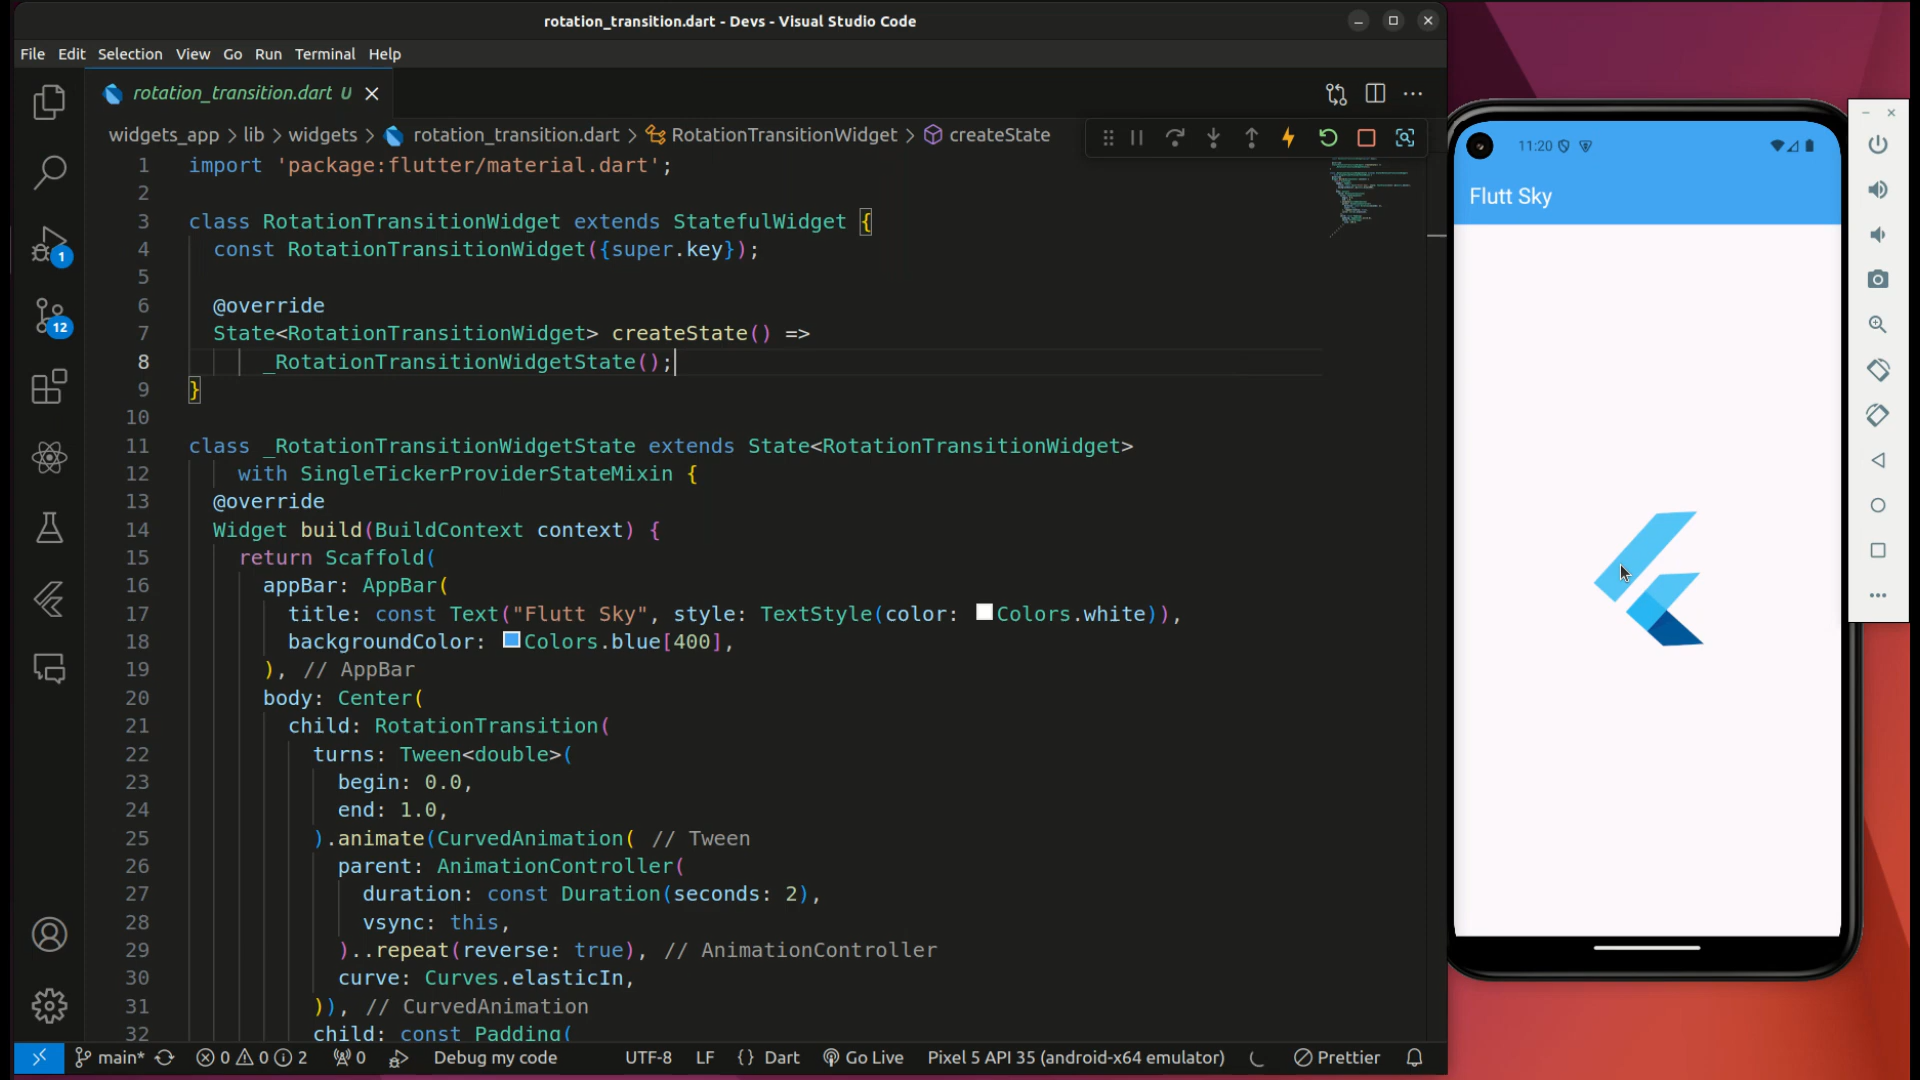 rotation_transition.dart - Devs - Visual Studio Code
File Edit Selection View Go Run Terminal Help
rotation_transition.dart U
widgets_app > lib > widgets > rotation_transition.dart > RotationTransitionWidget > createState
1 import 'package:flutter/material.dart';
2
3 class RotationTransitionWidget extends StatefulWidget {
4 const RotationTransitionWidget({super.key});
5
6 @override
7 State<RotationTransitionWidget> createState() =>
8 _RotationTransitionWidgetState();
9 }
10
11 class _RotationTransitionWidgetState extends State<RotationTransitionWidget>
12 with SingleTickerProviderStateMixin {
13 @override
14 Widget build(BuildContext context) {
15 return Scaffold(
16 appBar: AppBar(
17 title: const Text("Flutt Sky", style: TextStyle(color: Colors.white)),
18 backgroundColor: Colors.blue[400],
19 ), // AppBar
20 body: Center(
21 child: RotationTransition(
22 turns: Tween<double>(
23 begin: 0.0,
24 end: 1.0,
25 ).animate(CurvedAnimation( // Tween
26 parent: AnimationController(
27 duration: const Duration(seconds: 2),
28 vsync: this,
29 )..repeat(reverse: true), // AnimationController
30 curve: Curves.elasticIn,
31 )), // CurvedAnimation
32 child: const Padding(
1
12
main* 0 0 2 0 Debug my code UTF-8 LF {} Dart Go Live Pixel 5 API 35 (android-x64 emulator) Prettier
11:20
Flutt Sky